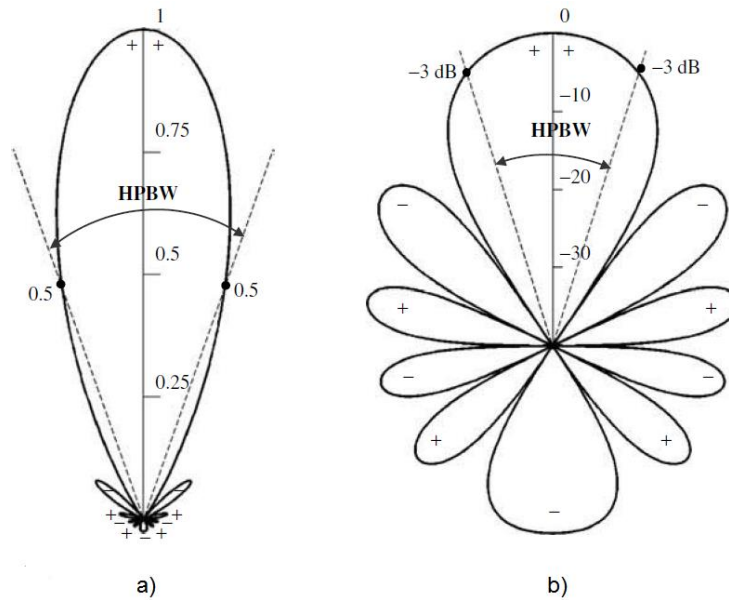 1
+ +
0.75
HPBW
0.5
0.5
0.5
0.25
− −
+ +
− −
+ − +
a)
0
−3 dB
+ +
−3 dB
−10
HPBW
−20
− −
−30
+ +
− −
+ +
−
b)